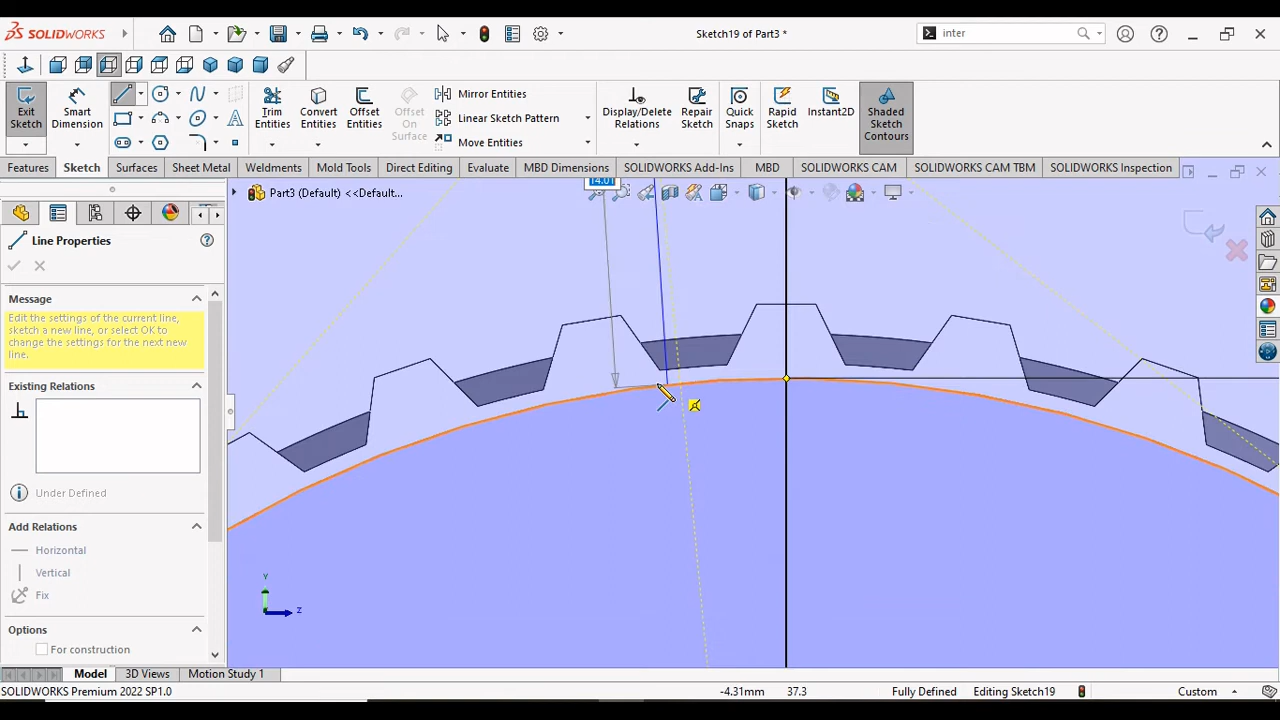 SOLIDWORKS
Sketch19 of Part3 *
inter
Exit Sketch
Smart Dimension
Trim Entities
Convert Entities
Offset Entities
Offset On Surface
Mirror Entities
Linear Sketch Pattern
Move Entities
Display/Delete Relations
Repair Sketch
Quick Snaps
Rapid Sketch
Instant2D
Shaded Sketch Contours
Features
Sketch
Surfaces
Sheet Metal
Weldments
Mold Tools
Direct Editing
Evaluate
MBD Dimensions
SOLIDWORKS Add-Ins
MBD
SOLIDWORKS CAM
SOLIDWORKS CAM TBM
SOLIDWORKS Inspection
Part3 (Default) <<Default...
14.01
Line Properties
Message
Edit the settings of the current line,
sketch a new line, or select OK to
change the settings for the next new
line.
Existing Relations
Under Defined
Add Relations
Horizontal
Vertical
Fix
Options
For construction
Y
Z
Model
3D Views
Motion Study 1
SOLIDWORKS Premium 2022 SP1.0
-4.31mm
37.3
Fully Defined
Editing Sketch19
Custom